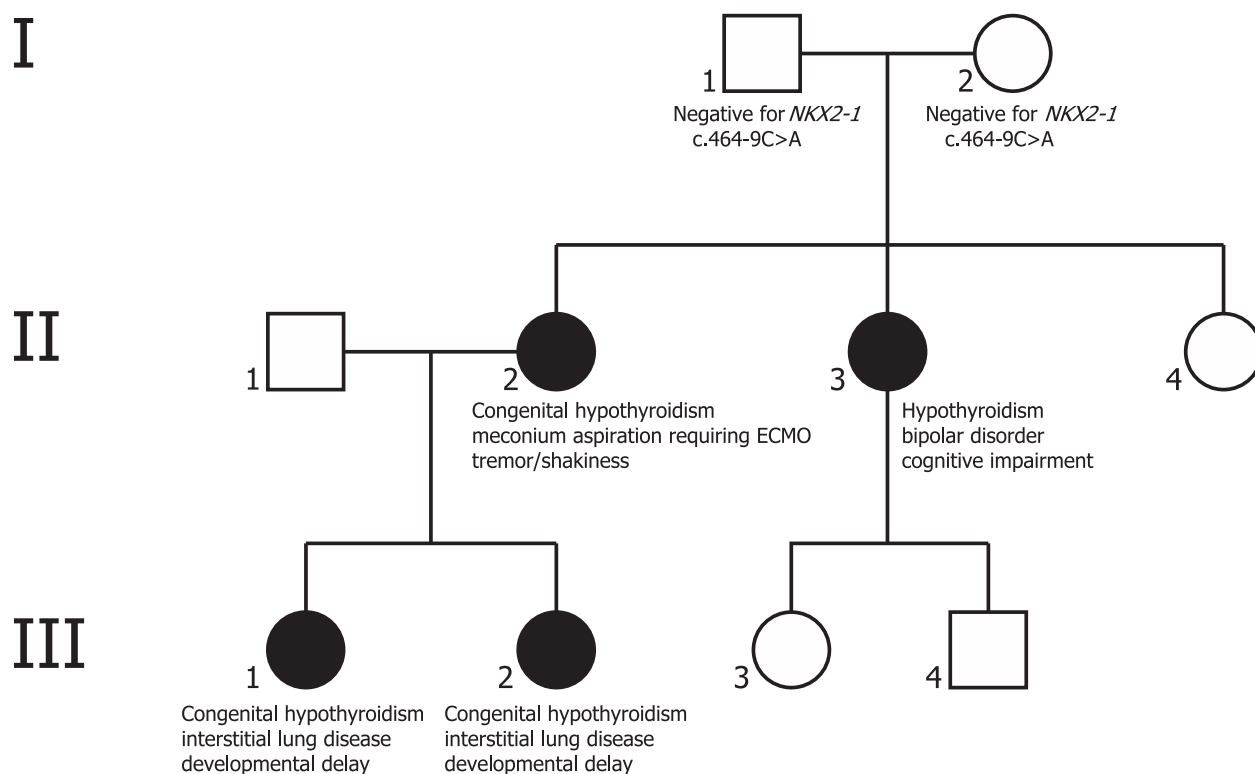 I
1
2
Negative for NKX2-1
c.464-9C>A
Negative for NKX2-1
c.464-9C>A
II
1
2
3
4
Congenital hypothyroidism
meconium aspiration requiring ECMO
tremor/shakiness
Hypothyroidism
bipolar disorder
cognitive impairment
III
1
2
3
4
Congenital hypothyroidism
interstitial lung disease
developmental delay
Congenital hypothyroidism
interstitial lung disease
developmental delay